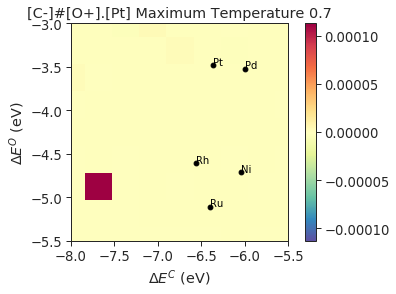 [C-]#[O+].[Pt] Maximum Temperature 0.7
−3.0
−3.5
−4.0
−4.5
−5.0
−5.5
ΔE^O (eV)
Pt
Pd
Rh
Ni
Ru
−8.0 −7.5 −7.0 −6.5 −6.0 −5.5
ΔE^C (eV)
0.00010
0.00005
0.00000
−0.00005
−0.00010